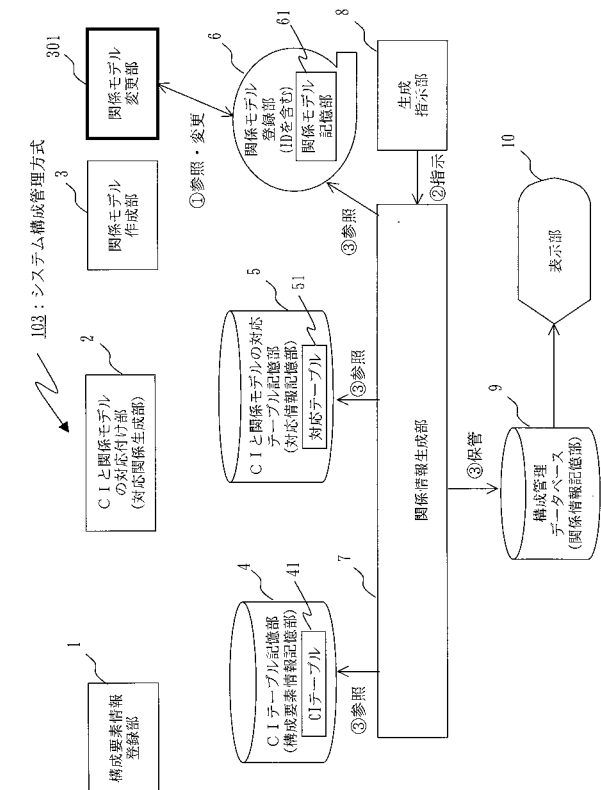 103：システム構成管理方式
1
構成要素情報
登録部
2
ＣＩと関係モデル
の対応付け部
(対応関係生成部)
3
関係モデル
作成部
301
関係モデル
変更部
①参照・変更
4
ＣＩテーブル記憶部
(構成要素情報記憶部)
41
CIテーブル
5
ＣＩと関係モデルの対応
テーブル記憶部
(対応情報記憶部)
51
対応テーブル
6
関係モデル
登録部
(IDを含む)
61
関係モデル
記憶部
③参照
③参照
③参照
7
関係情報生成部
②指示
8
生成
指示部
③保管
9
構成管理
データベース
(関係情報記憶部)
10
表示部